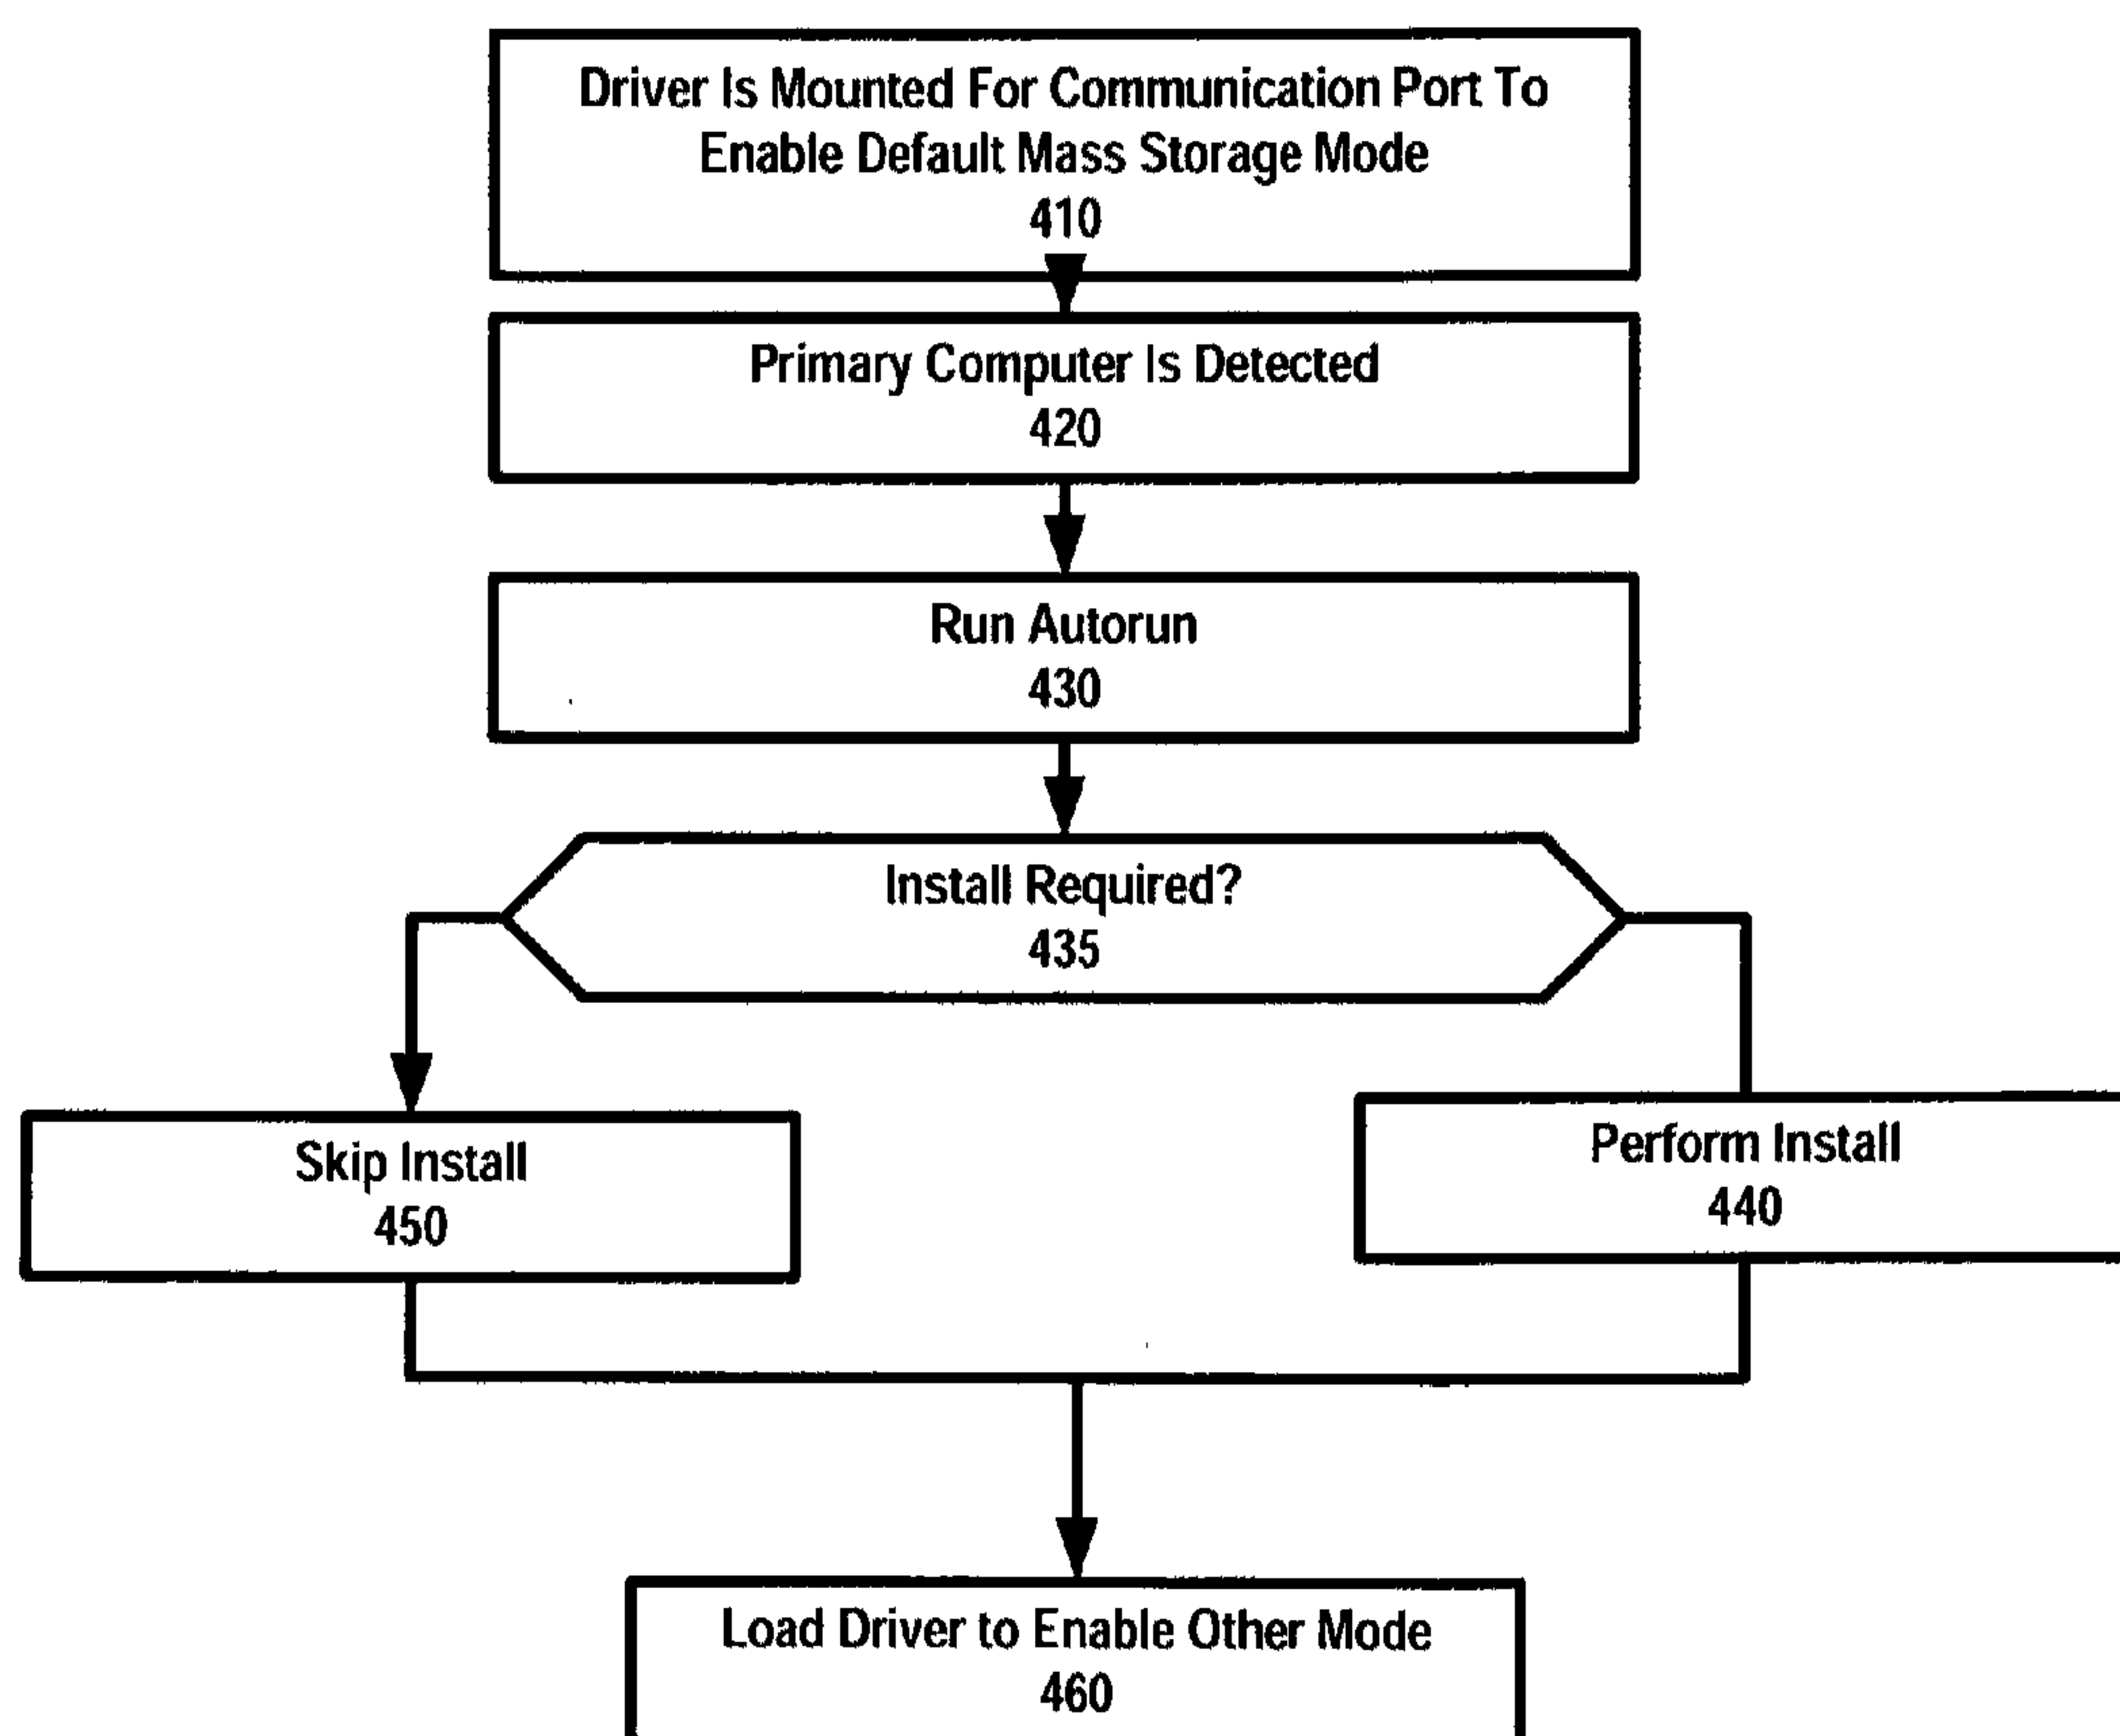 Driver Is Mounted For Communication Port To
Enable Default Mass Storage Mode
410
Primary Computer Is Detected
420
Run Autorun
430
Install Required?
435
Skip Install
450
Perform Install
440
Load Driver to Enable Other Mode
460